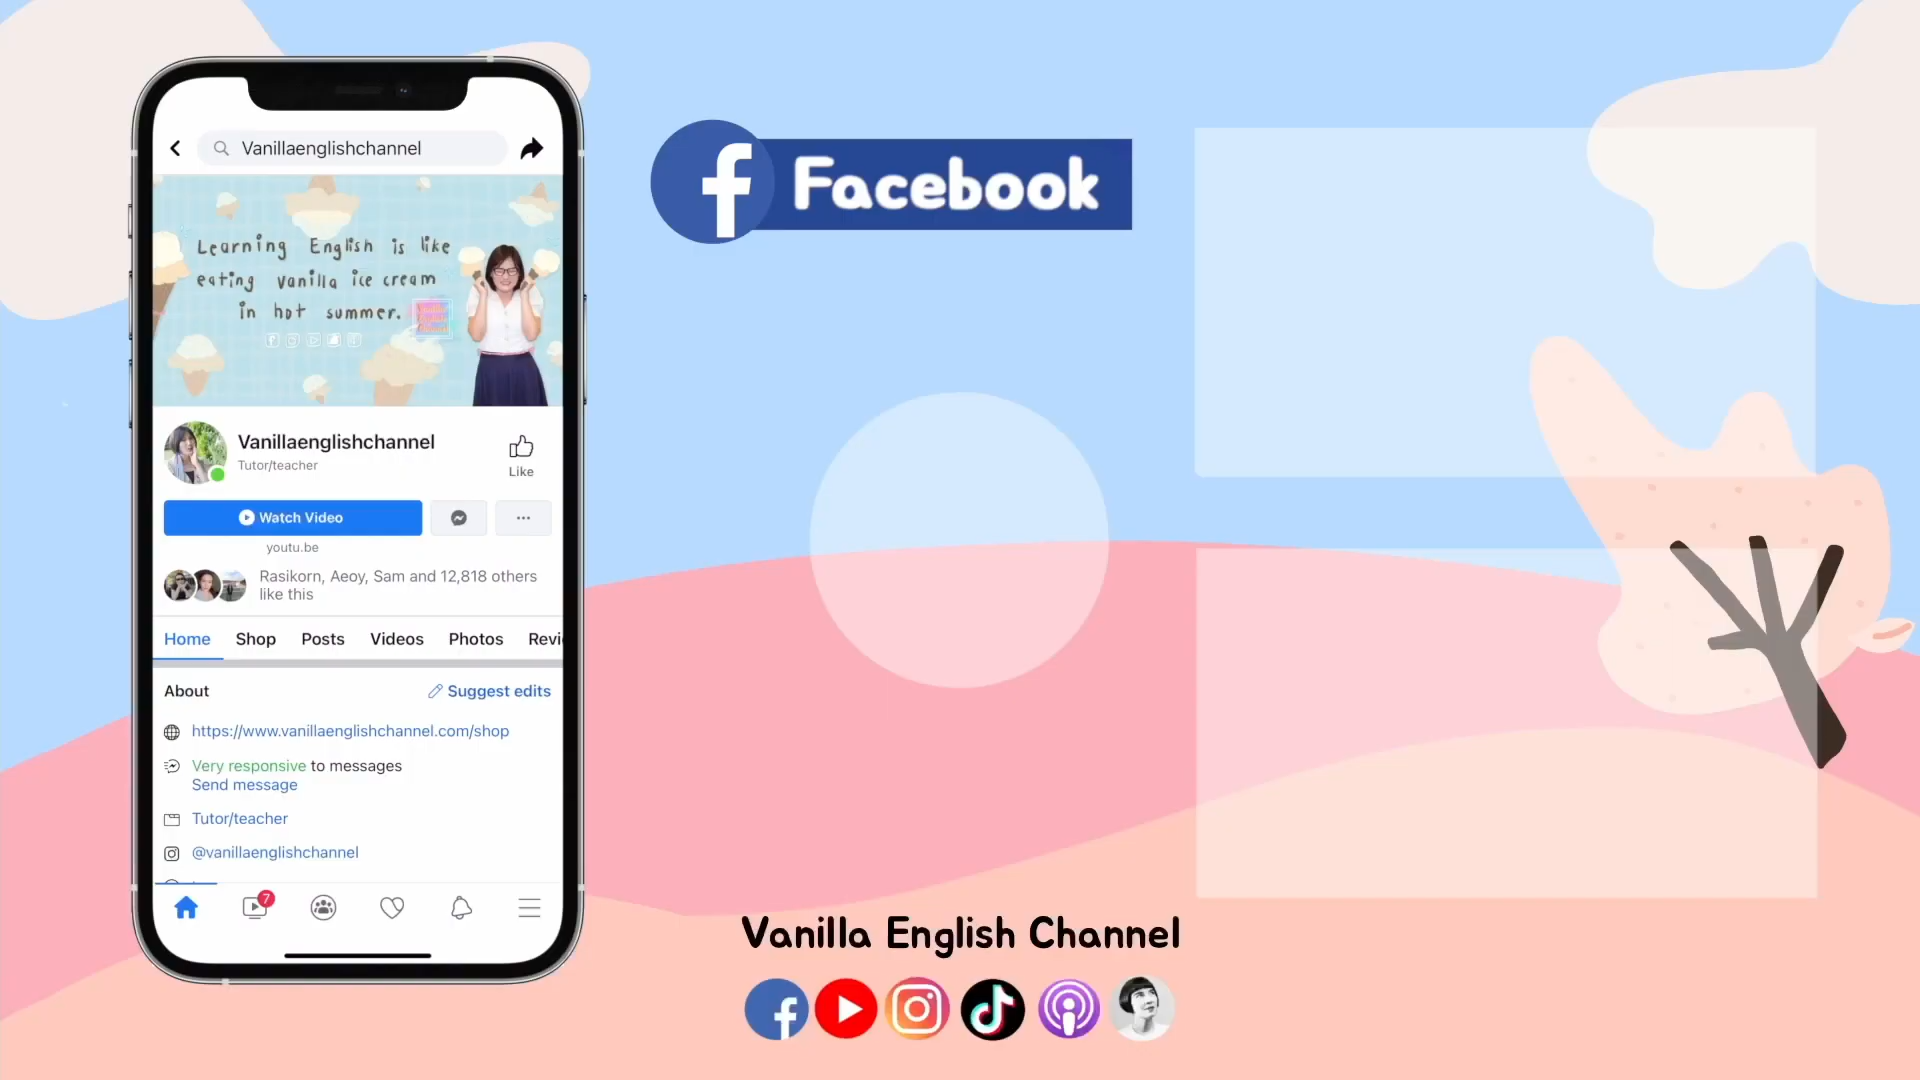 Vanillaenglishchannel
Learning English is like
eating vanilla ice cream
in hot summer.
Vanillaenglishchannel
Tutor/teacher
Like
Watch Video
youtu.be
Rasikorn, Aeoy, Sam and 12,818 others
like this
Home Shop Posts Videos Photos Revi
About
Suggest edits
https://www.vanillaenglishchannel.com/shop
Very responsive to messages
Send message
Tutor/teacher
@vanillaenglishchannel
7
Facebook
Vanilla English Channel